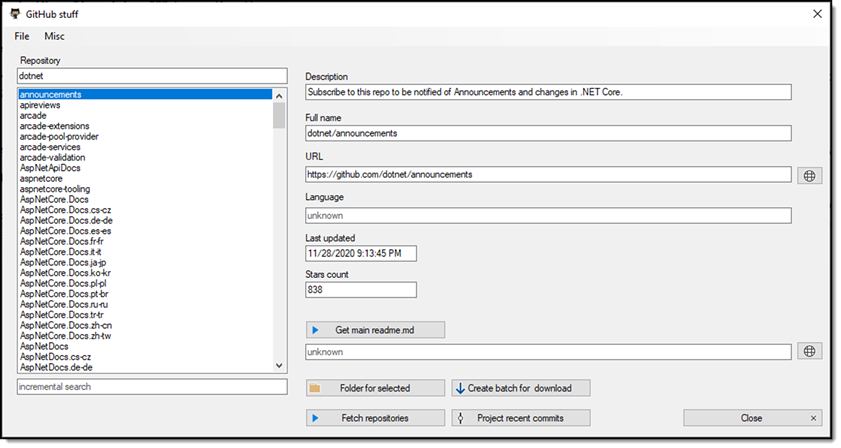 GitHub stuff
File Misc
Repository
dotnet
announcements
apireviews
arcade
arcade-extensions
arcade-pool-provider
arcade-services
arcade-validation
AspNetApiDocs
aspnetcore
aspnetcore-tooling
AspNetCore.Docs
AspNetCore.Docs.cs-cz
AspNetCore.Docs.de-de
AspNetCore.Docs.es-es
AspNetCore.Docs.fr-fr
AspNetCore.Docs.it-it
AspNetCore.Docs.ja-jp
AspNetCore.Docs.ko-kr
AspNetCore.Docs.pl-pl
AspNetCore.Docs.pt-br
AspNetCore.Docs.ru-ru
AspNetCore.Docs.tr-tr
AspNetCore.Docs.zh-cn
AspNetCore.Docs.zh-tw
AspNetDocs
AspNetDocs.cs-cz
AspNetDocs.de-de
incremental search
Description
Subscribe to this repo to be notified of Announcements and changes in .NET Core.
Full name
dotnet/announcements
URL
https://github.com/dotnet/announcements
Language
unknown
Last updated
11/28/2020 9:13:45 PM
Stars count
838
Get main readme.md
unknown
Folder for selected
Create batch for download
Fetch repositories
Project recent commits
Close